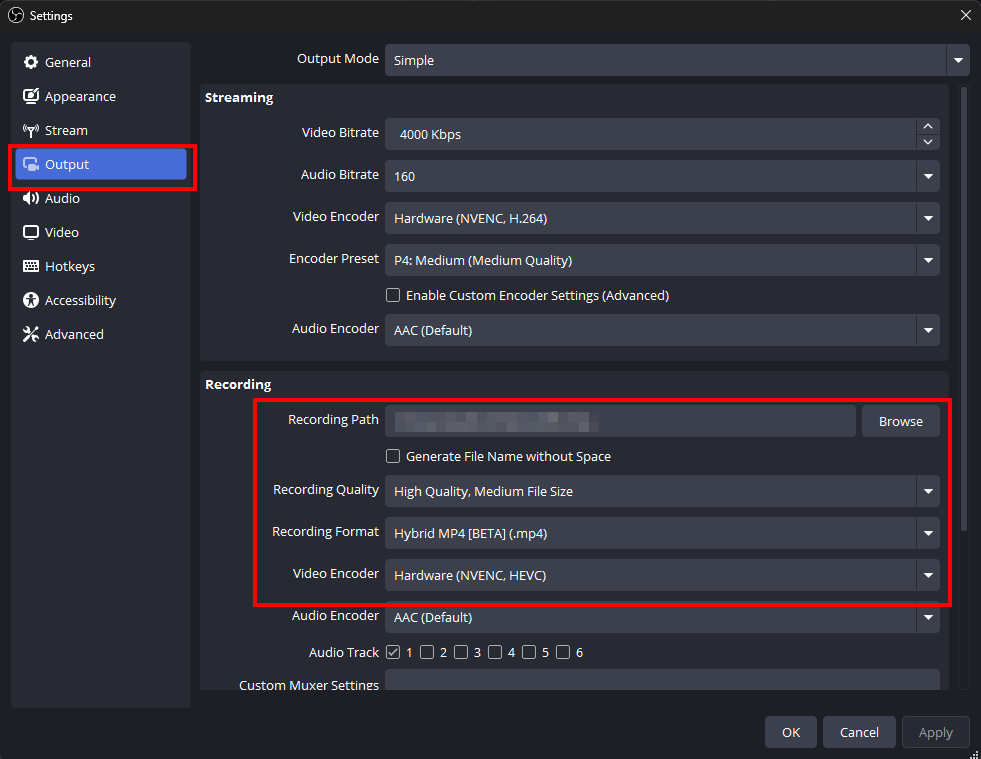 Settings
General
Appearance
Stream
Output
Audio
Video
Hotkeys
Accessibility
Advanced
Output Mode Simple
Streaming
Video Bitrate 4000 Kbps
Audio Bitrate 160
Video Encoder Hardware (NVENC, H.264)
Encoder Preset P4: Medium (Medium Quality)
Enable Custom Encoder Settings (Advanced)
Audio Encoder AAC (Default)
Recording
Recording Path Browse
Generate File Name without Space
Recording Quality High Quality, Medium File Size
Recording Format Hybrid MP4 [BETA] (.mp4)
Video Encoder Hardware (NVENC, HEVC)
Audio Encoder AAC (Default)
Audio Track 1 2 3 4 5 6
Custom Muxer Settings
OK Cancel Apply